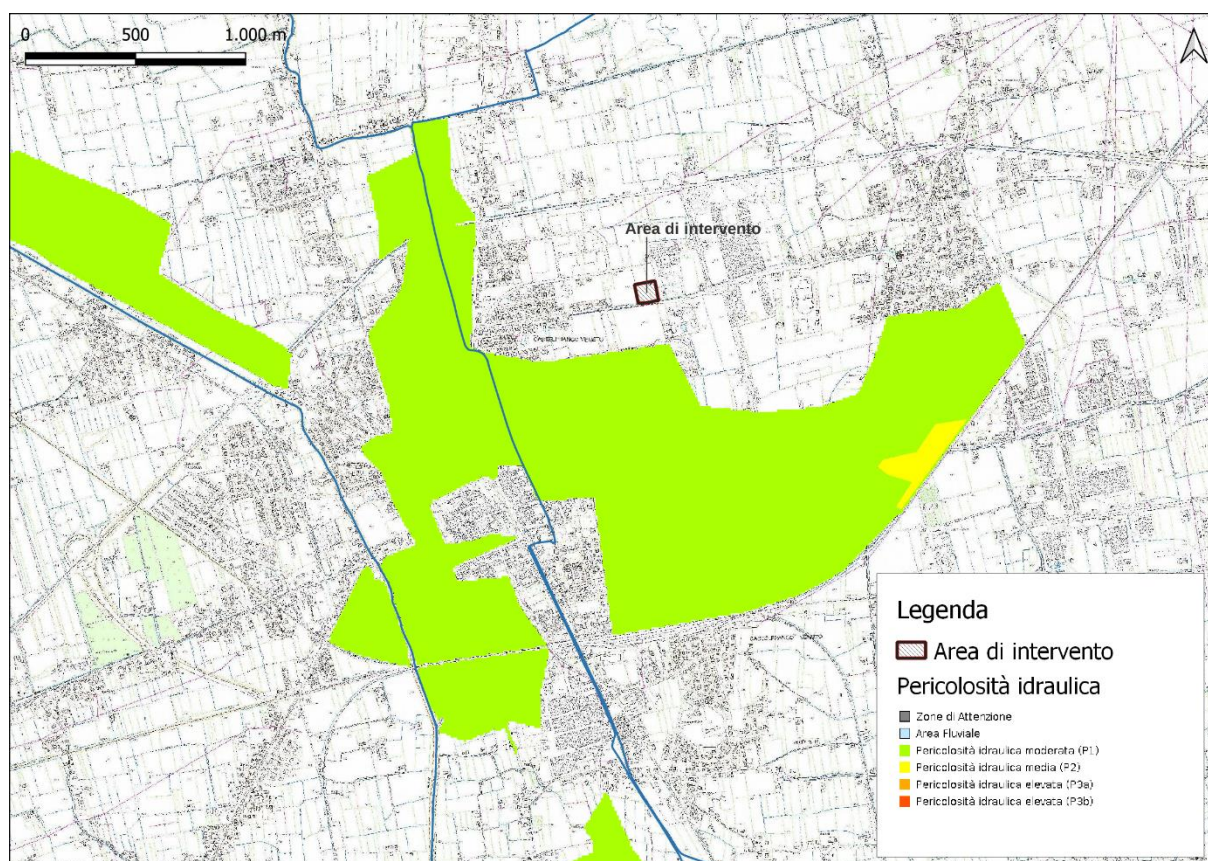 0 500 1.000 m
Area di intervento
Legenda
Area di intervento
Pericolosità idraulica
Zone di Attenzione
Area Fluviale
Pericolosità idraulica moderata (P1)
Pericolosità idraulica media (P2)
Pericolosità idraulica elevata (P3a)
Pericolosità idraulica elevata (P3b)